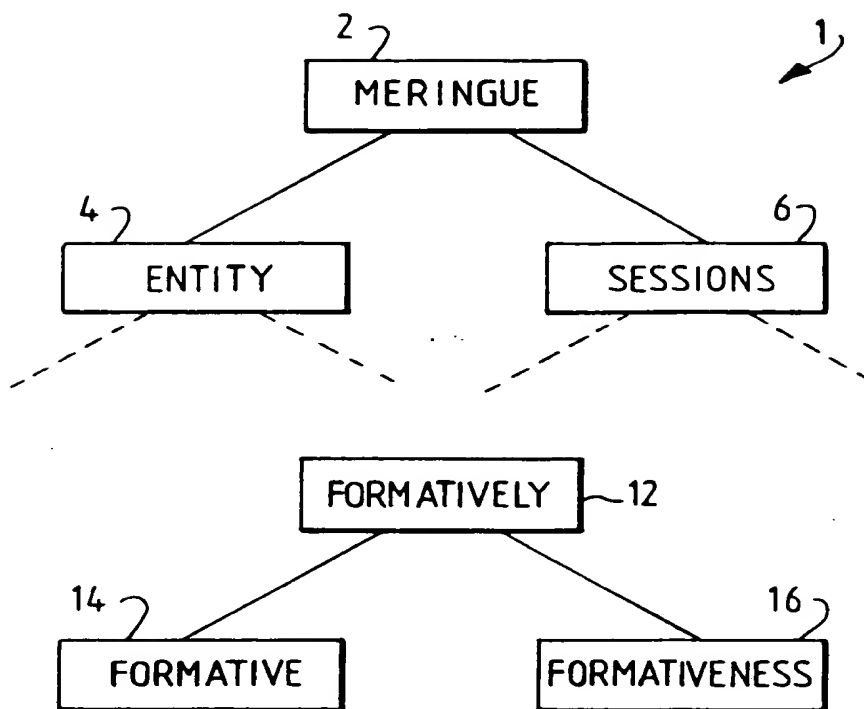 2
1
MERINGUE
4
6
ENTITY
SESSIONS
FORMATIVELY
12
14
16
FORMATIVE
FORMATIVENESS